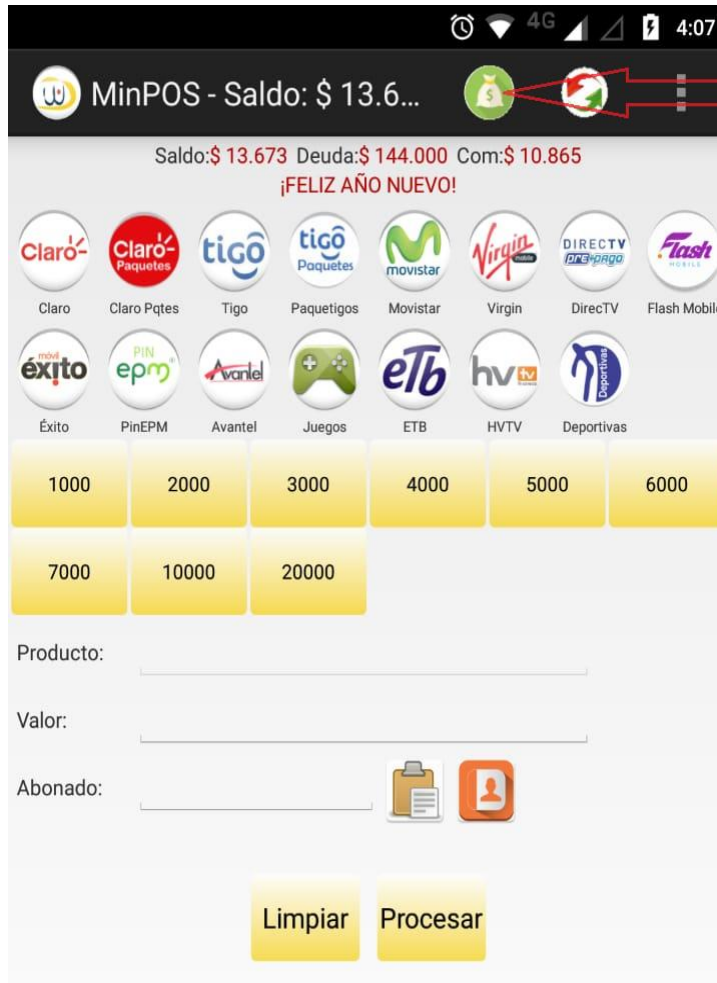 4G 4:07
MinPOS - Saldo: $ 13.6...
Saldo:$ 13.673 Deuda:$ 144.000 Com:$ 10.865
¡FELIZ AÑO NUEVO!
Claro Claro Paquetes tigo tigo Paquetes movistar Virgin mobile DIRECTV PREPAGO Flash MOBILE
Claro Claro Pqtes Tigo Paquetigos Movistar Virgin DirecTV Flash Mobile
móvil éxito PIN epm Avantel eTb hv tv Deportivas
Éxito PinEPM Avantel Juegos ETB HVTV Deportivas
1000 2000 3000 4000 5000 6000
7000 10000 20000
Producto:
Valor:
Abonado:
Limpiar Procesar